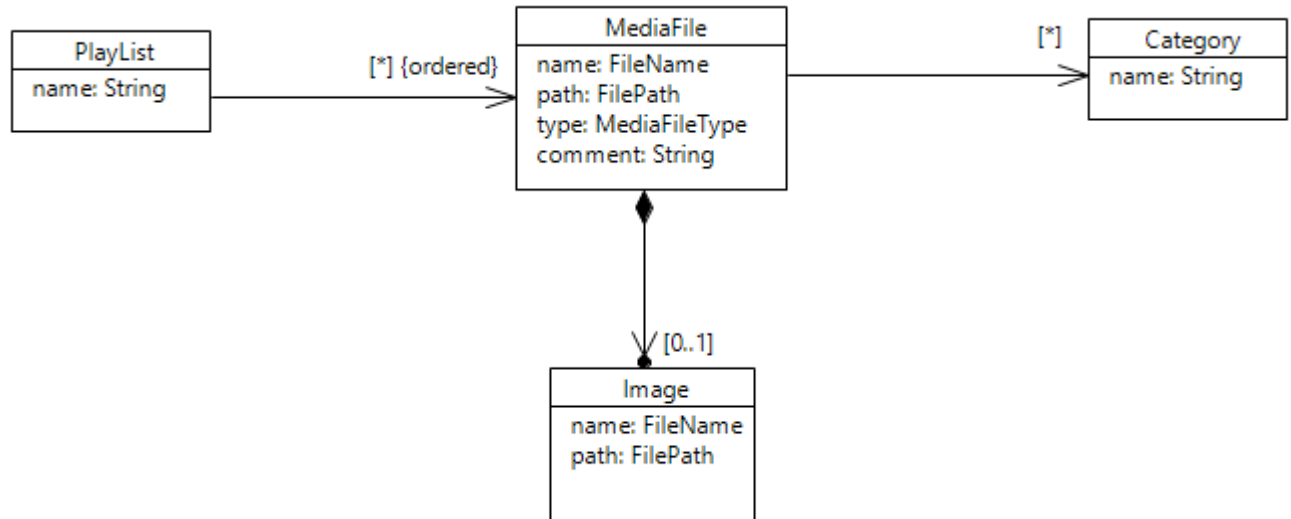 PlayList
name: String
[*] {ordered}
MediaFile
name: FileName
path: FilePath
type: MediaFileType
comment: String
[*]
Category
name: String
[0..1]
Image
name: FileName
path: FilePath